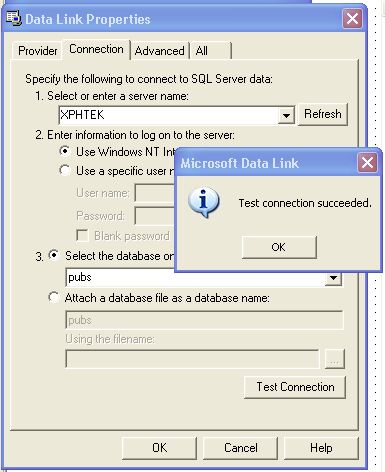 Data Link Properties
Provider Connection Advanced All
Specify the following to connect to SQL Server data:
1. Select or enter a server name:
XPHTEK Refresh
2. Enter information to log on to the server:
Use Windows NT Int
Use a specific user n
User name:
Password:
Blank password
Microsoft Data Link
Test connection succeeded.
OK
3. Select the database on
pubs
Attach a database file as a database name:
pubs
Using the filename:
...
Test Connection
OK Cancel Help